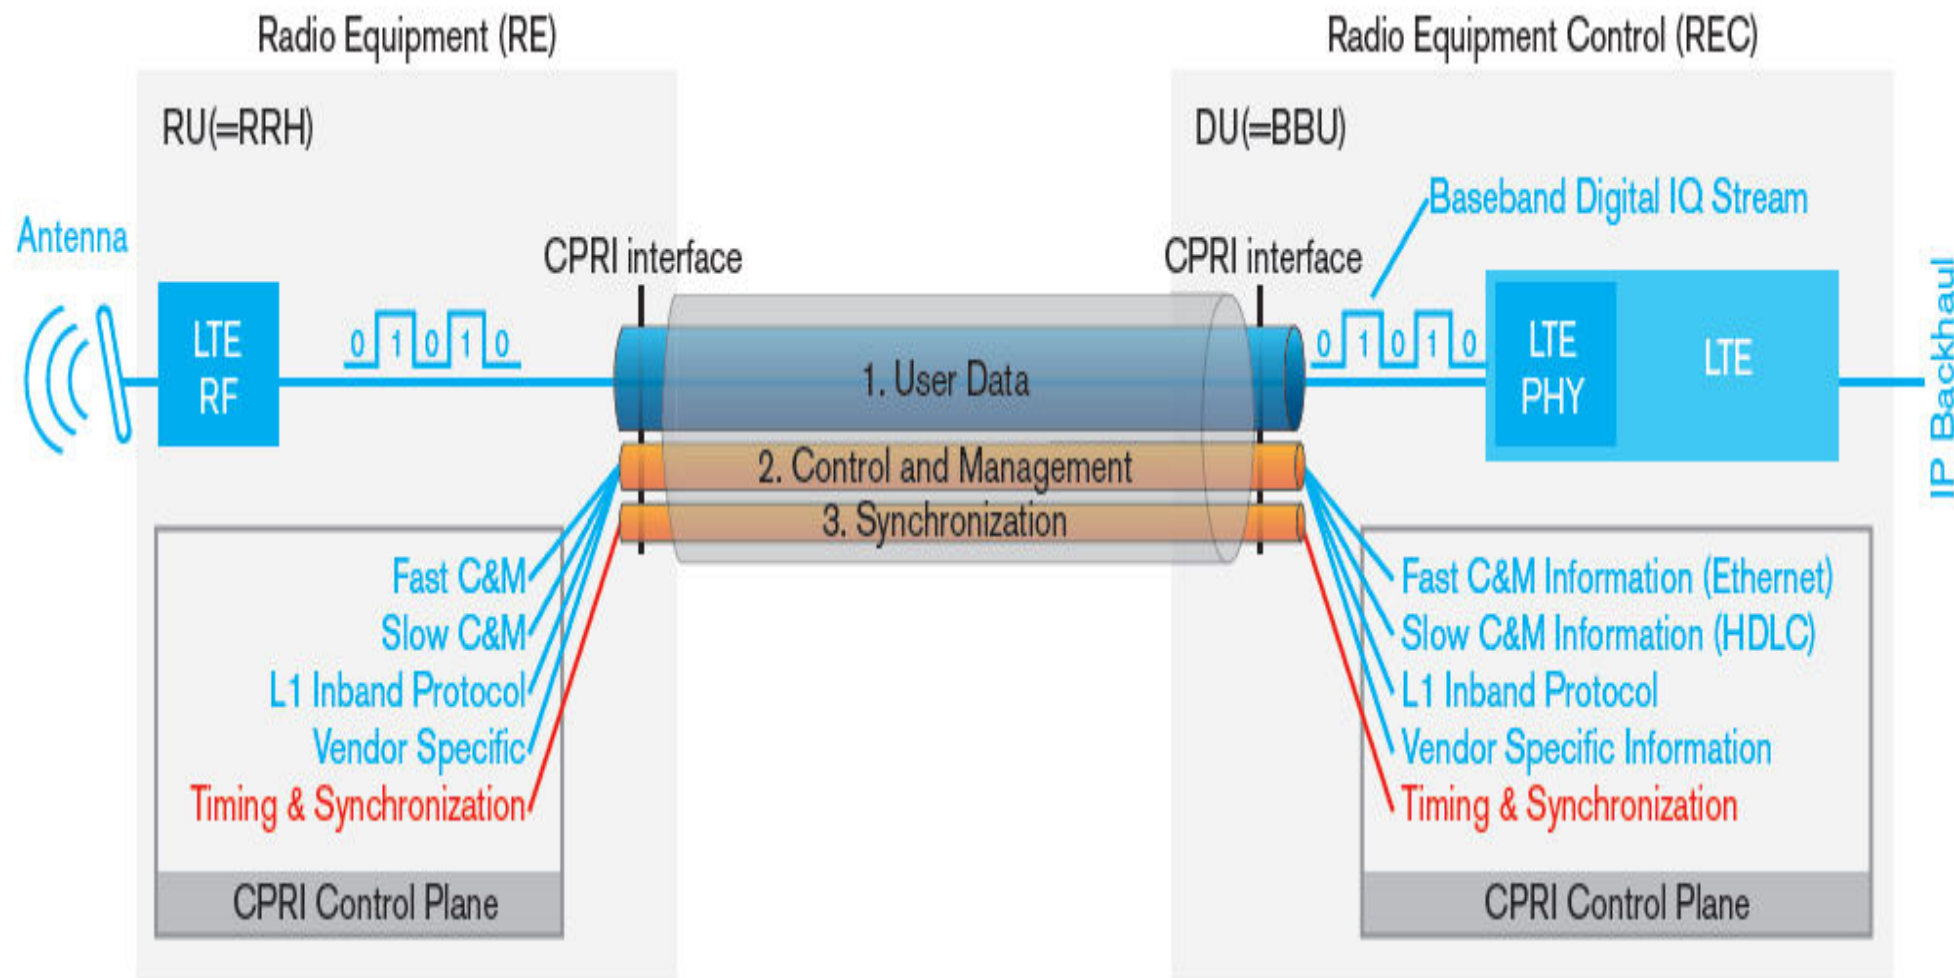 Radio Equipment (RE)
Radio Equipment Control (REC)
RU(=RRH)
DU(=BBU)
Baseband Digital IQ Stream
Antenna
CPRI interface
CPRI interface
LTE
RF
0 1 0 1 0
1. User Data
0 1 0 1 0
LTE
PHY
LTE
IP Backhaul
2. Control and Management
3. Synchronization
Fast C&M
Slow C&M
L1 Inband Protocol
Vendor Specific
Timing & Synchronization
CPRI Control Plane
Fast C&M Information (Ethernet)
Slow C&M Information (HDLC)
L1 Inband Protocol
Vendor Specific Information
Timing & Synchronization
CPRI Control Plane